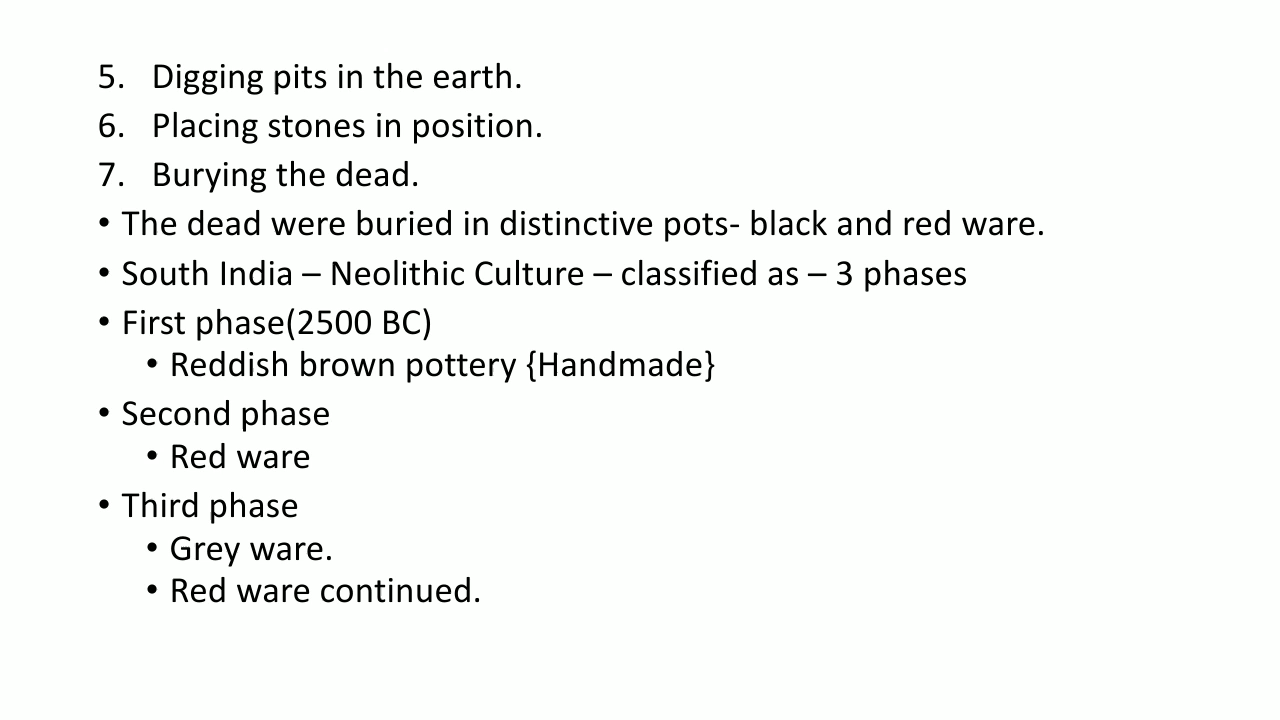 5. Digging pits in the earth.
6. Placing stones in position.
7. Burying the dead.
• The dead were buried in distinctive pots- black and red ware.
• South India – Neolithic Culture – classified as – 3 phases
• First phase(2500 BC)
• Reddish brown pottery {Handmade}
• Second phase
• Red ware
• Third phase
• Grey ware.
• Red ware continued.